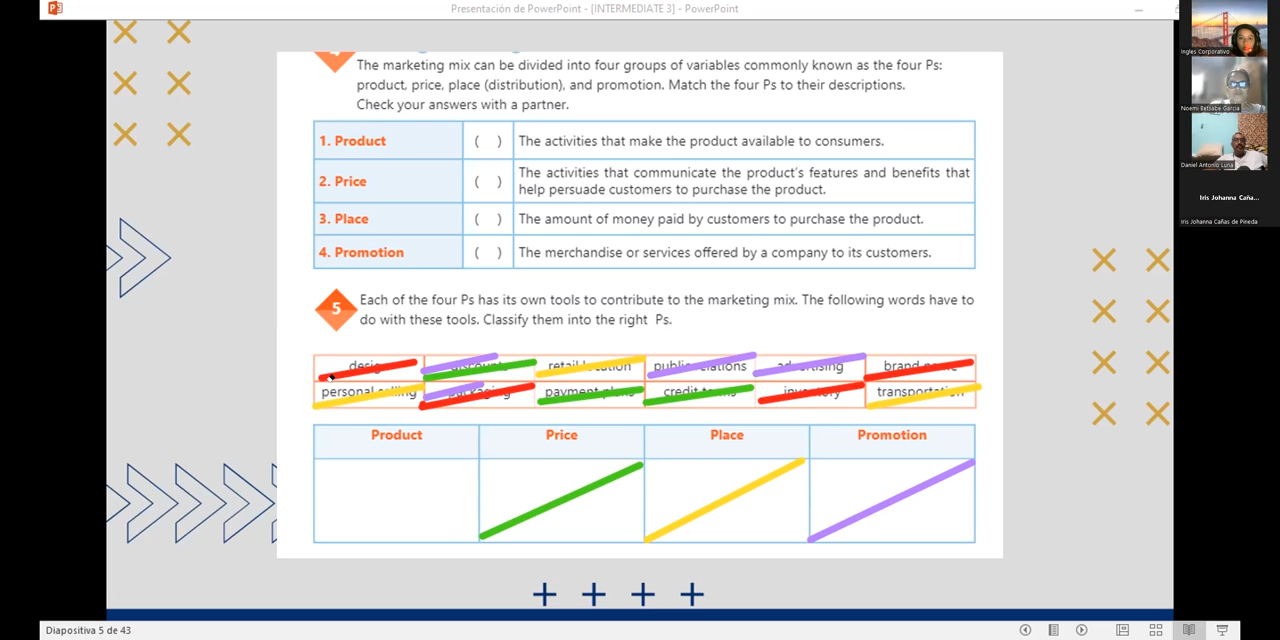 Presentación de PowerPoint - [INTERMEDIATE 3] - PowerPoint
The marketing mix can be divided into four groups of variables commonly known as the four Ps:
product, price, place (distribution), and promotion. Match the four Ps to their descriptions.
Check your answers with a partner.
1. Product ( ) The activities that make the product available to consumers.
2. Price ( ) The activities that communicate the product's features and benefits that
help persuade customers to purchase the product.
3. Place ( ) The amount of money paid by customers to purchase the product.
4. Promotion ( ) The merchandise or services offered by a company to its customers.
5 Each of the four Ps has its own tools to contribute to the marketing mix. The following words have to
do with these tools. Classify them into the right Ps.
design discounts retail location public relations advertising brand name
personal selling packaging payment plans credit terms inventory transportation
Product Price Place Promotion
Ingles Corporativo
Noemi Betsabe Garcia
Daniel Antonio Luna
Iris Johanna Caña...
Iris Johanna Cañas de Pineda
Diapositiva 5 de 43